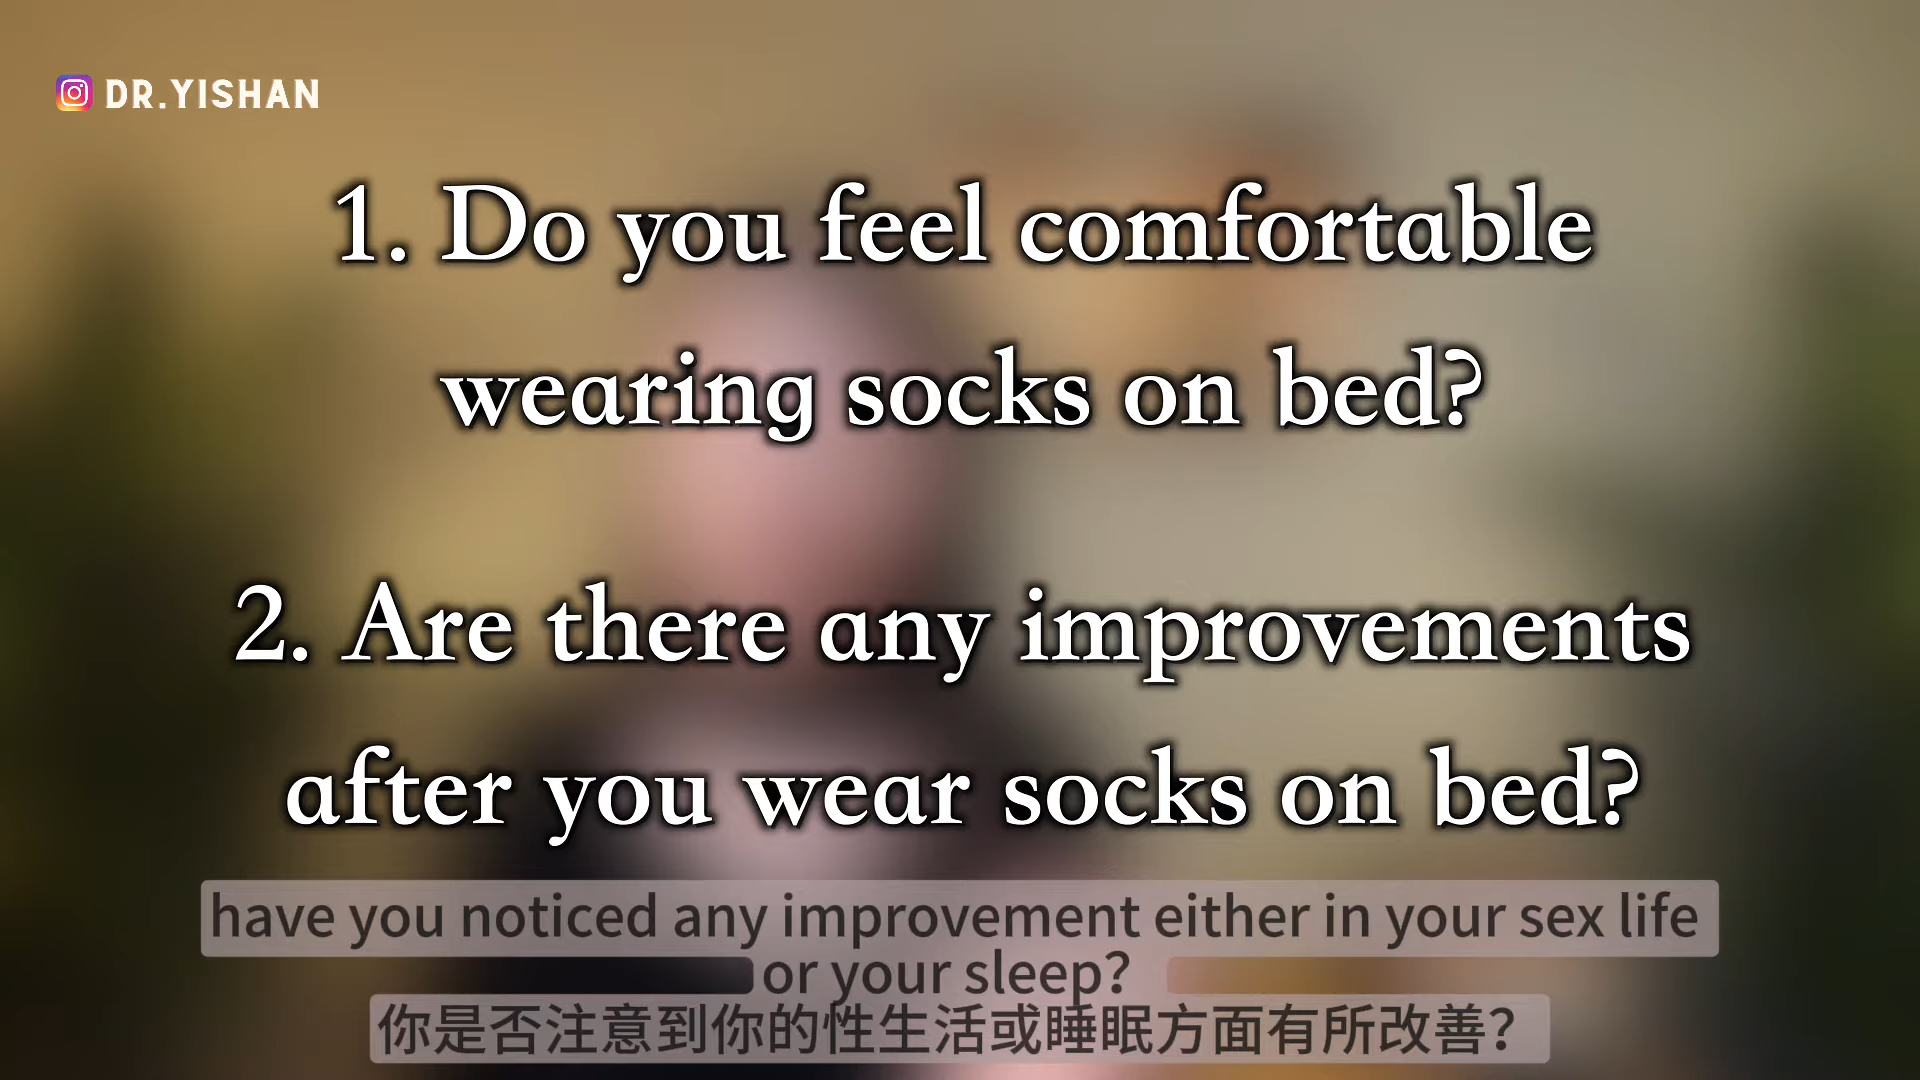 DR.YISHAN
1. Do you feel comfortable
wearing socks on bed?
2. Are there any improvements
after you wear socks on bed?
have you noticed any improvement either in your sex life
or your sleep?
你是否注意到你的性生活或睡眠方面有所改善？